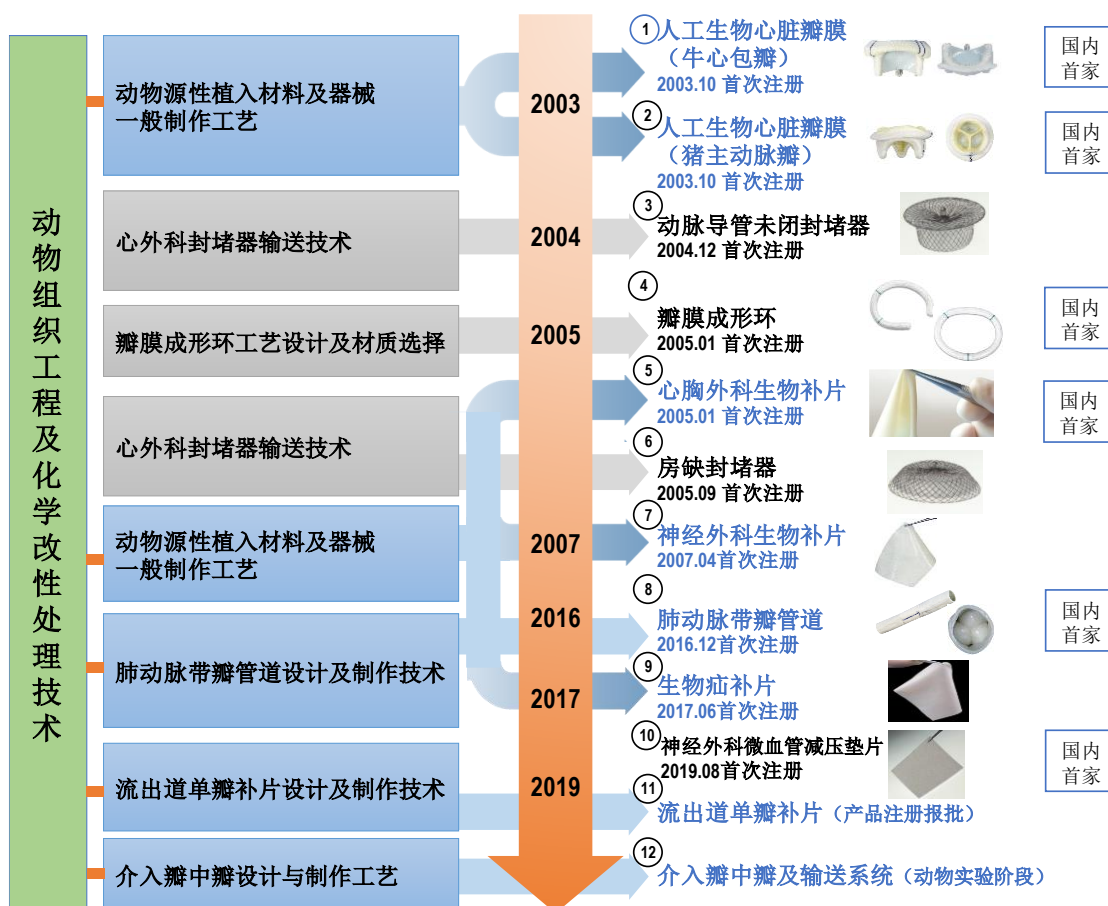 动物组织工程及化学改性处理技术
动物源性植入材料及器械
一般制作工艺
心外科封堵器输送技术
瓣膜成形环工艺设计及材质选择
心外科封堵器输送技术
动物源性植入材料及器械
一般制作工艺
肺动脉带瓣管道设计及制作技术
流出道单瓣补片设计及制作技术
介入瓣中瓣设计与制作工艺
2003
2004
2005
2007
2016
2017
2019
1
人工生物心脏瓣膜
（牛心包瓣）
2003.10 首次注册
国内
首家
2
人工生物心脏瓣膜
（猪主动脉瓣）
2003.10 首次注册
国内
首家
3
动脉导管未闭封堵器
2004.12 首次注册
4
瓣膜成形环
2005.01 首次注册
国内
首家
5
心胸外科生物补片
2005.01 首次注册
国内
首家
6
房缺封堵器
2005.09 首次注册
7
神经外科生物补片
2007.04首次注册
8
肺动脉带瓣管道
2016.12首次注册
国内
首家
9
生物疝补片
2017.06首次注册
10
神经外科微血管减压垫片
2019.08首次注册
国内
首家
11
流出道单瓣补片（产品注册报批）
12
介入瓣中瓣及输送系统（动物实验阶段）